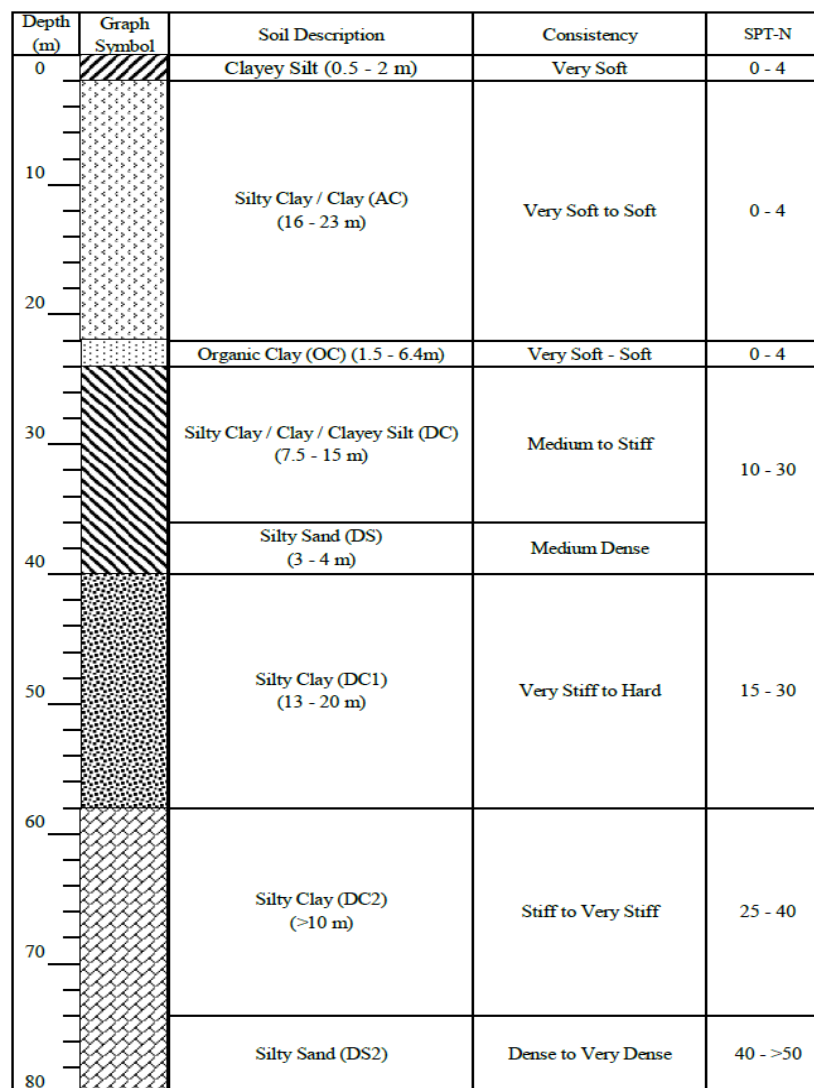 Depth (m) Graph Symbol Soil Description Consistency SPT-N
0 Clayey Silt (0.5 - 2 m) Very Soft 0 - 4
10
Silty Clay / Clay (AC) Very Soft to Soft 0 - 4
(16 - 23 m)
20
Organic Clay (OC) (1.5 - 6.4m) Very Soft - Soft 0 - 4
30
Silty Clay / Clay / Clayey Silt (DC) Medium to Stiff 10 - 30
(7.5 - 15 m)
Silty Sand (DS) Medium Dense
(3 - 4 m)
40
Silty Clay (DC1) Very Stiff to Hard 15 - 30
(13 - 20 m)
50
60
Silty Clay (DC2) Stiff to Very Stiff 25 - 40
(>10 m)
70
Silty Sand (DS2) Dense to Very Dense 40 - >50
80